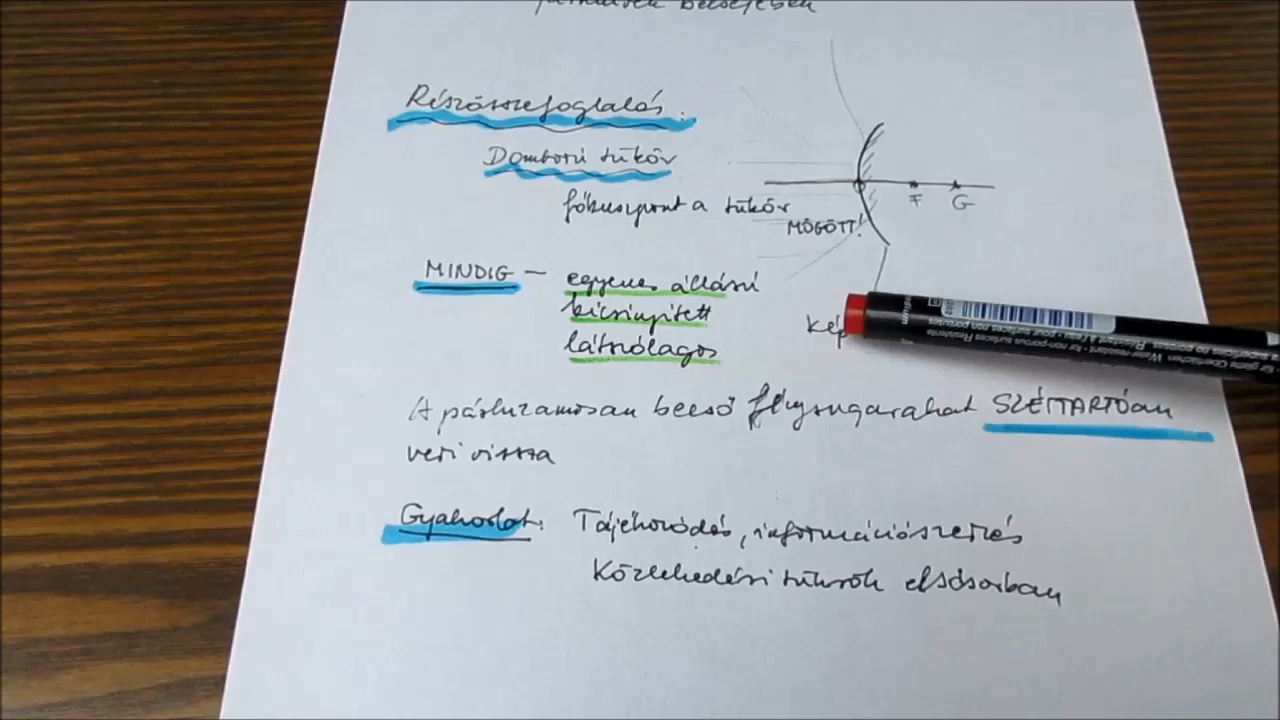 Részösszefoglalás:
Domború tükör
fókuszpont a tükör
MÖGÖTT!
F G
MINDIG — egyenes állású
kicsinyített kép
látszólagos
A párhuzamosan beeső fénysugarakat SZÉTTARTÓan
veri vissza
Gyakorlat: Tájékozódás, információszerzés
Közlekedési tükrök elsősorban
medium